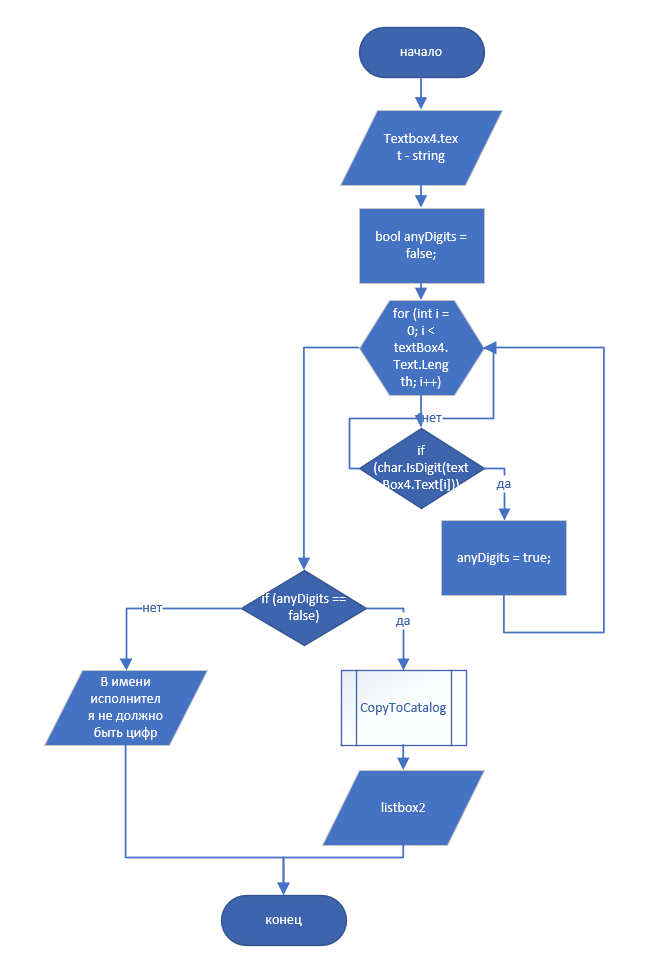 начало
Textbox4.tex
t - string
bool anyDigits =
false;
for (int i =
0; i <
textBox4.
Text.Leng
th; i++)
нет
if
(char.IsDigit(text
Box4.Text[i]))
да
anyDigits = true;
if (anyDigits ==
false)
нет
да
В имени
исполнител
я не должно
быть цифр
CopyToCatalog
listbox2
конец